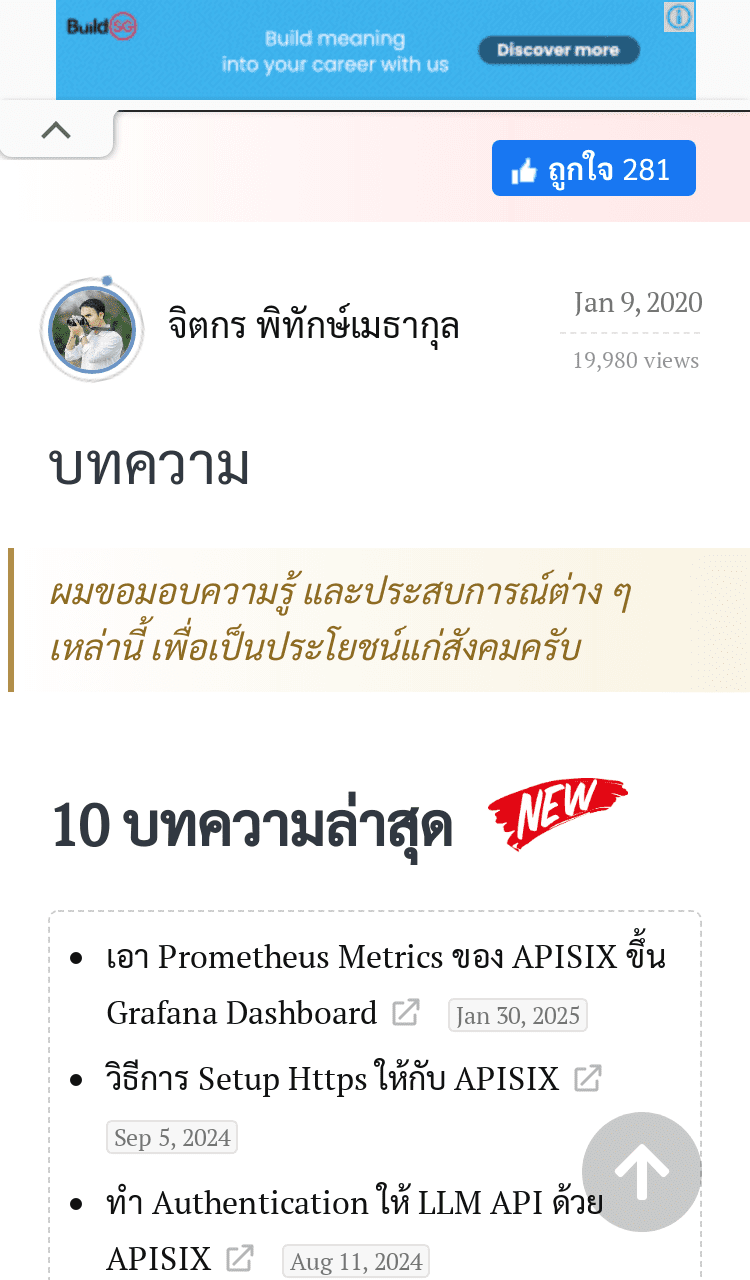 BuildSG
Build meaning
into your career with us
Discover more
ถูกใจ 281
จิตกร พิทักษ์เมธากุล
Jan 9, 2020
19,980 views
บทความ
ผมขอมอบความรู้ และประสบการณ์ต่าง ๆ
เหล่านี้ เพื่อเป็นประโยชน์แก่สังคมครับ
10 บทความล่าสุด NEW
เอา Prometheus Metrics ของ APISIX ขึ้น
Grafana Dashboard Jan 30, 2025
วิธีการ Setup Https ให้กับ APISIX
Sep 5, 2024
ทำ Authentication ให้ LLM API ด้วย
APISIX Aug 11, 2024